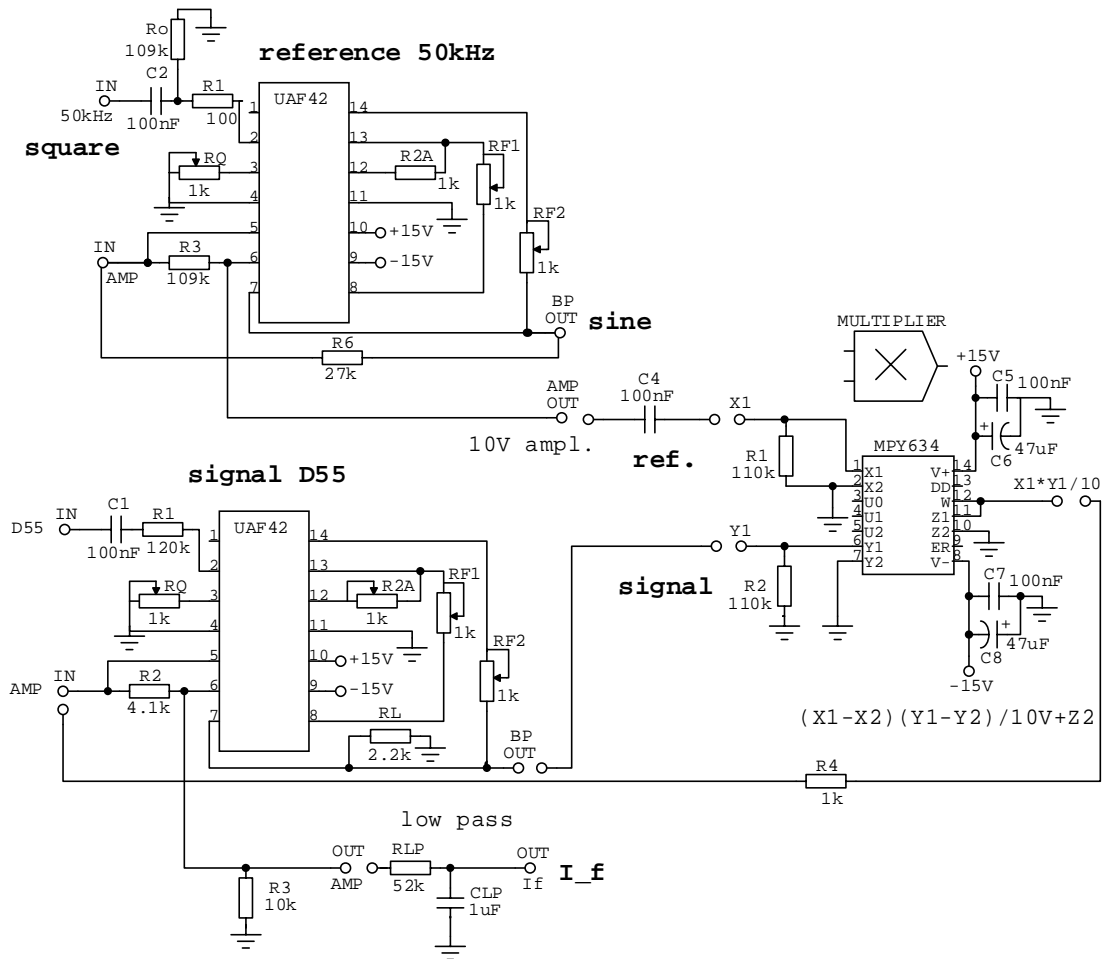 Ro
109k
reference 50kHz
C2
IN
R1
50kHz
100nF
100
square
UAF42
1
2
3
4
5
6
7
14
13
12
11
10
9
8
RQ
1k
R2A
1k
RF1
1k
RF2
1k
+15V
-15V
IN
AMP
R3
109k
BP
OUT
sine
R6
27k
MULTIPLIER
AMP
OUT
10V ampl.
C4
100nF
X1
ref.
R1
110k
+15V
C5
100nF
C6
+
47uF
MPY634
1 X1
2 X2
3 U0
4 U1
5 U2
6 Y1
7 Y2
V+ 14
DD 13
W 12
Z1 11
Z2 10
ER 9
V- 8
X1*Y1/10
signal D55
D55
IN
C1
100nF
R1
120k
UAF42
1
2
3
4
5
6
7
14
13
12
11
10
9
8
RQ
1k
R2A
1k
RF1
1k
RF2
1k
+15V
-15V
Y1
signal
R2
110k
C7
100nF
C8
+
47uF
-15V
AMP
IN
R2
4.1k
RL
2.2k
BP
OUT
(X1-X2)(Y1-Y2)/10V+Z2
R4
1k
low pass
OUT
AMP
RLP
52k
OUT
If
I_f
R3
10k
CLP
1uF